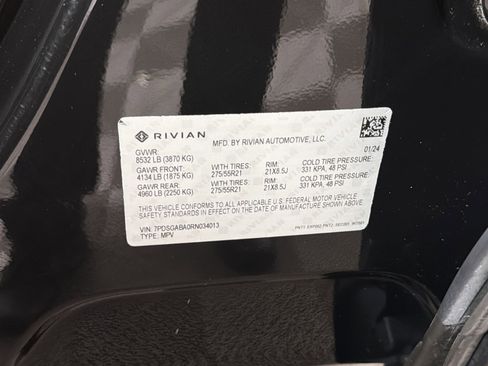 RIVIAN
MFD. BY RIVIAN AUTOMOTIVE, LLC.
01/24
GVWR:
8532 LB (3870 KG)
GAWR FRONT: WITH TIRES: RIM: COLD TIRE PRESSURE:
4134 LB (1875 KG) 275/55R21 21X8.5J 331 KPA, 48 PSI
GAWR REAR: WITH TIRES: RIM: COLD TIRE PRESSURE:
4960 LB (2250 KG) 275/55R21 21X8.5J 331 KPA, 48 PSI
THIS VEHICLE CONFORMS TO ALL APPLICABLE U.S. FEDERAL MOTOR VEHICLE
SAFETY STANDARDS IN EFFECT ON THE DATE OF MANUFACTURE SHOWN ABOVE.
VIN: 7PDSGABA0RN034013
TYPE: MPV